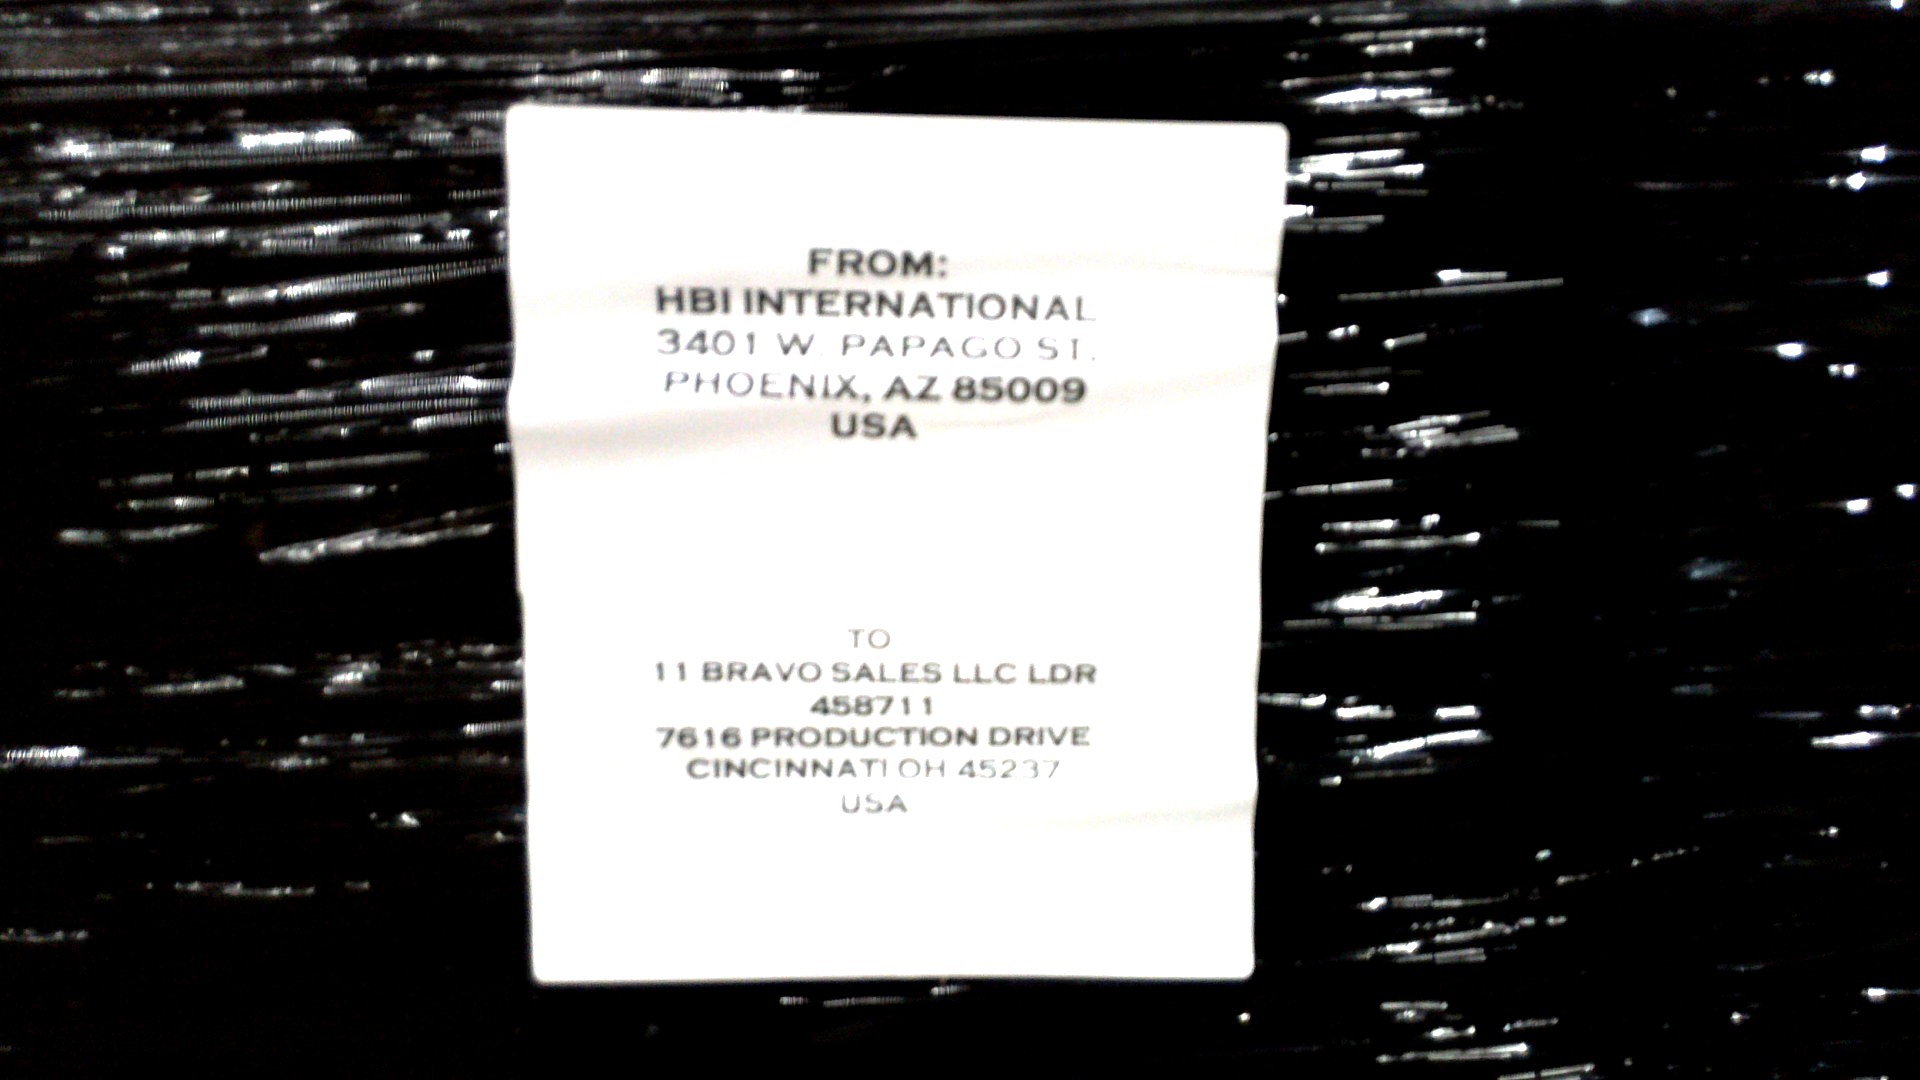 FROM:
HBI INTERNATIONAL
3401 W. PAPAGO ST.
PHOENIX, AZ 85009
USA
TO
11 BRAVO SALES LLC LDR
458711
7616 PRODUCTION DRIVE
CINCINNATI OH 45237
USA